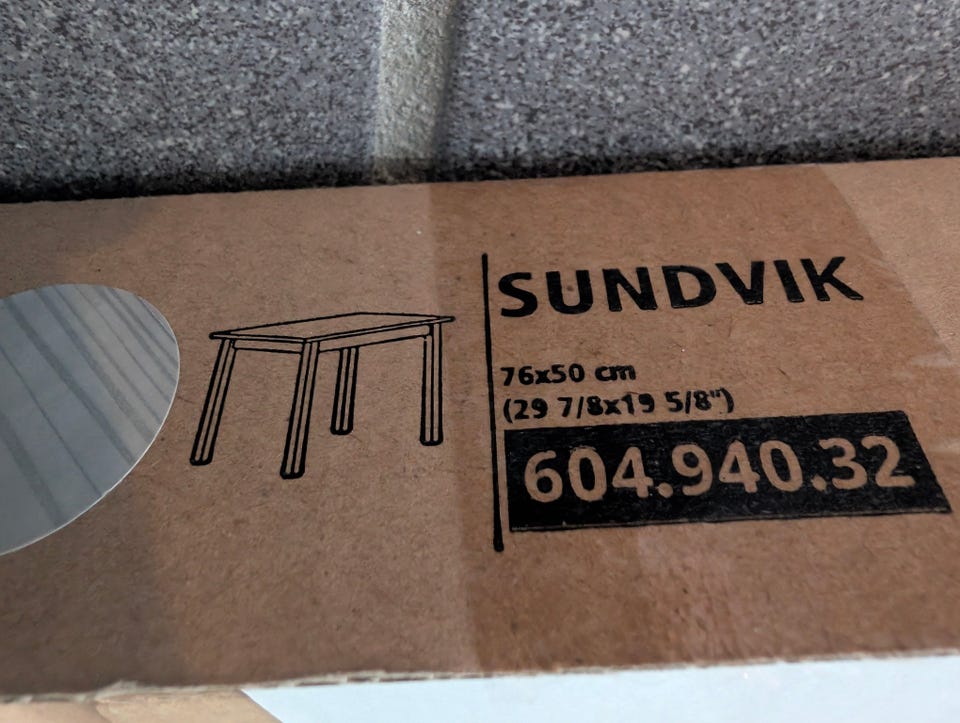 SUNDVIK
76x50 cm
(29 7/8x19 5/8")
604.940.32